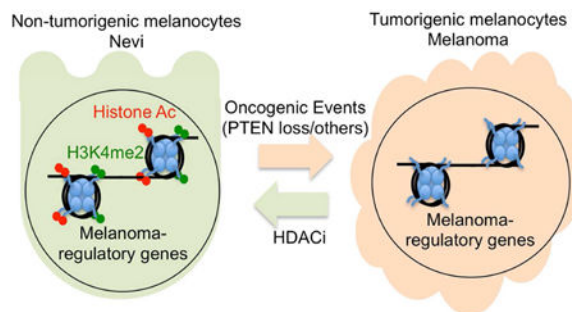 Non-tumorigenic melanocytes
Nevi
Histone Ac
H3K4me2
Melanoma-
regulatory genes
Oncogenic Events
(PTEN loss/others)
HDACi
Tumorigenic melanocytes
Melanoma
Melanoma-
regulatory genes